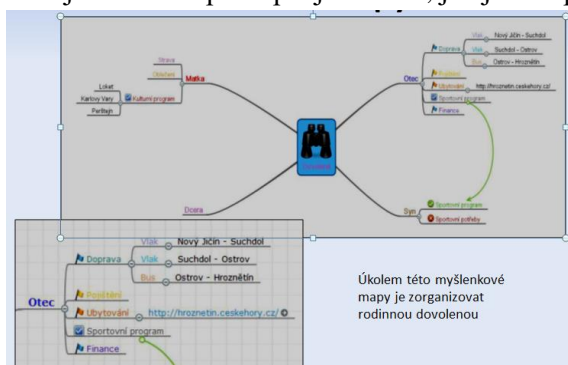 Vlak Nový Jičín - Suchdol
Strava
Doprava Vlak Suchdol - Ostrov
Oblečení
Bus Ostrov - Hroznětín
Matka
Otec
Pojištění
Loket
Ubytování http://hroznetin.ceskehory.cz/
Karlovy Vary Kulturní program
Sportovní program
Perštejn
Finance
Dcera
Syn
Sportovní program
Sportovní potřeby
Vlak Nový Jičín - Suchdol
Doprava Vlak Suchdol - Ostrov
Bus Ostrov - Hroznětín
Otec
Pojištění
Ubytování http://hroznetin.ceskehory.cz/
Sportovní program
Finance
Úkolem této myšlenkové
mapy je zorganizovat
rodinnou dovolenou